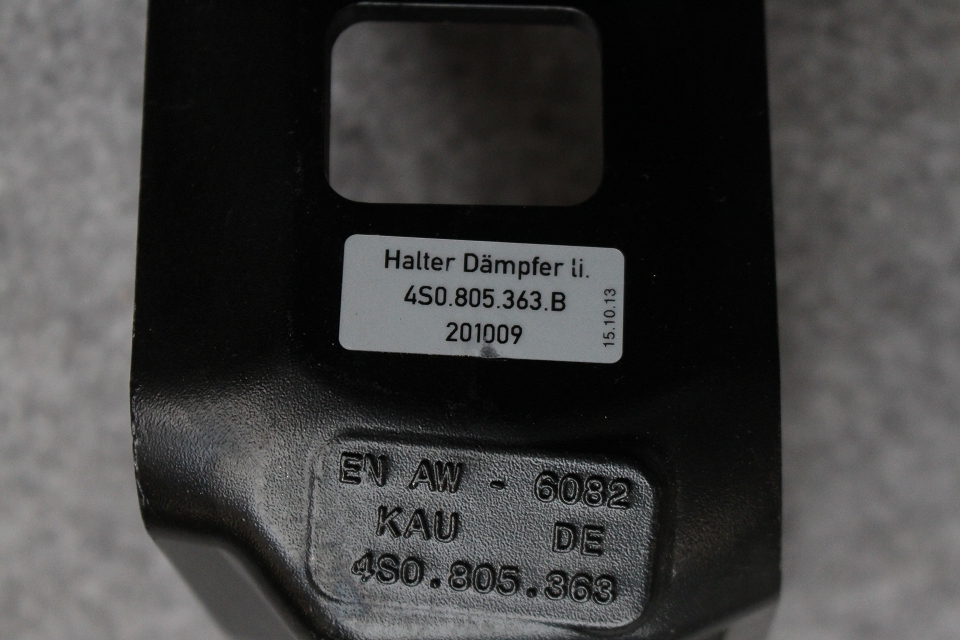 Halter Dämpfer li.
4S0.805.363.B
201009
15.10.13
EN AW - 6082
KAU DE
4S0.805.363